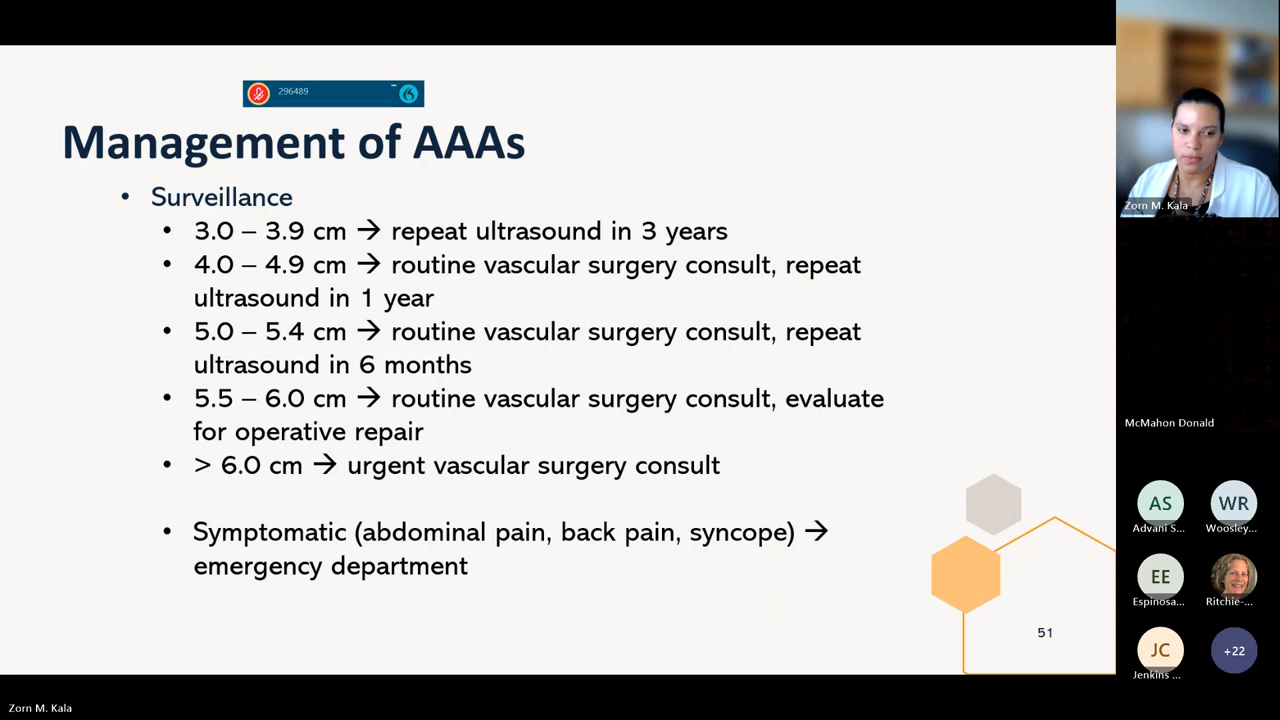 296489
Management of AAAs
• Surveillance
• 3.0 – 3.9 cm → repeat ultrasound in 3 years
• 4.0 – 4.9 cm → routine vascular surgery consult, repeat
ultrasound in 1 year
• 5.0 – 5.4 cm → routine vascular surgery consult, repeat
ultrasound in 6 months
• 5.5 – 6.0 cm → routine vascular surgery consult, evaluate
for operative repair
• > 6.0 cm → urgent vascular surgery consult
• Symptomatic (abdominal pain, back pain, syncope) →
emergency department
51
Zorn M. Kala
McMahon Donald
AS
WR
Advani S...
Woosley...
EE
Espinosa...
Ritchie-...
JC
+22
Jenkins ...
Zorn M. Kala